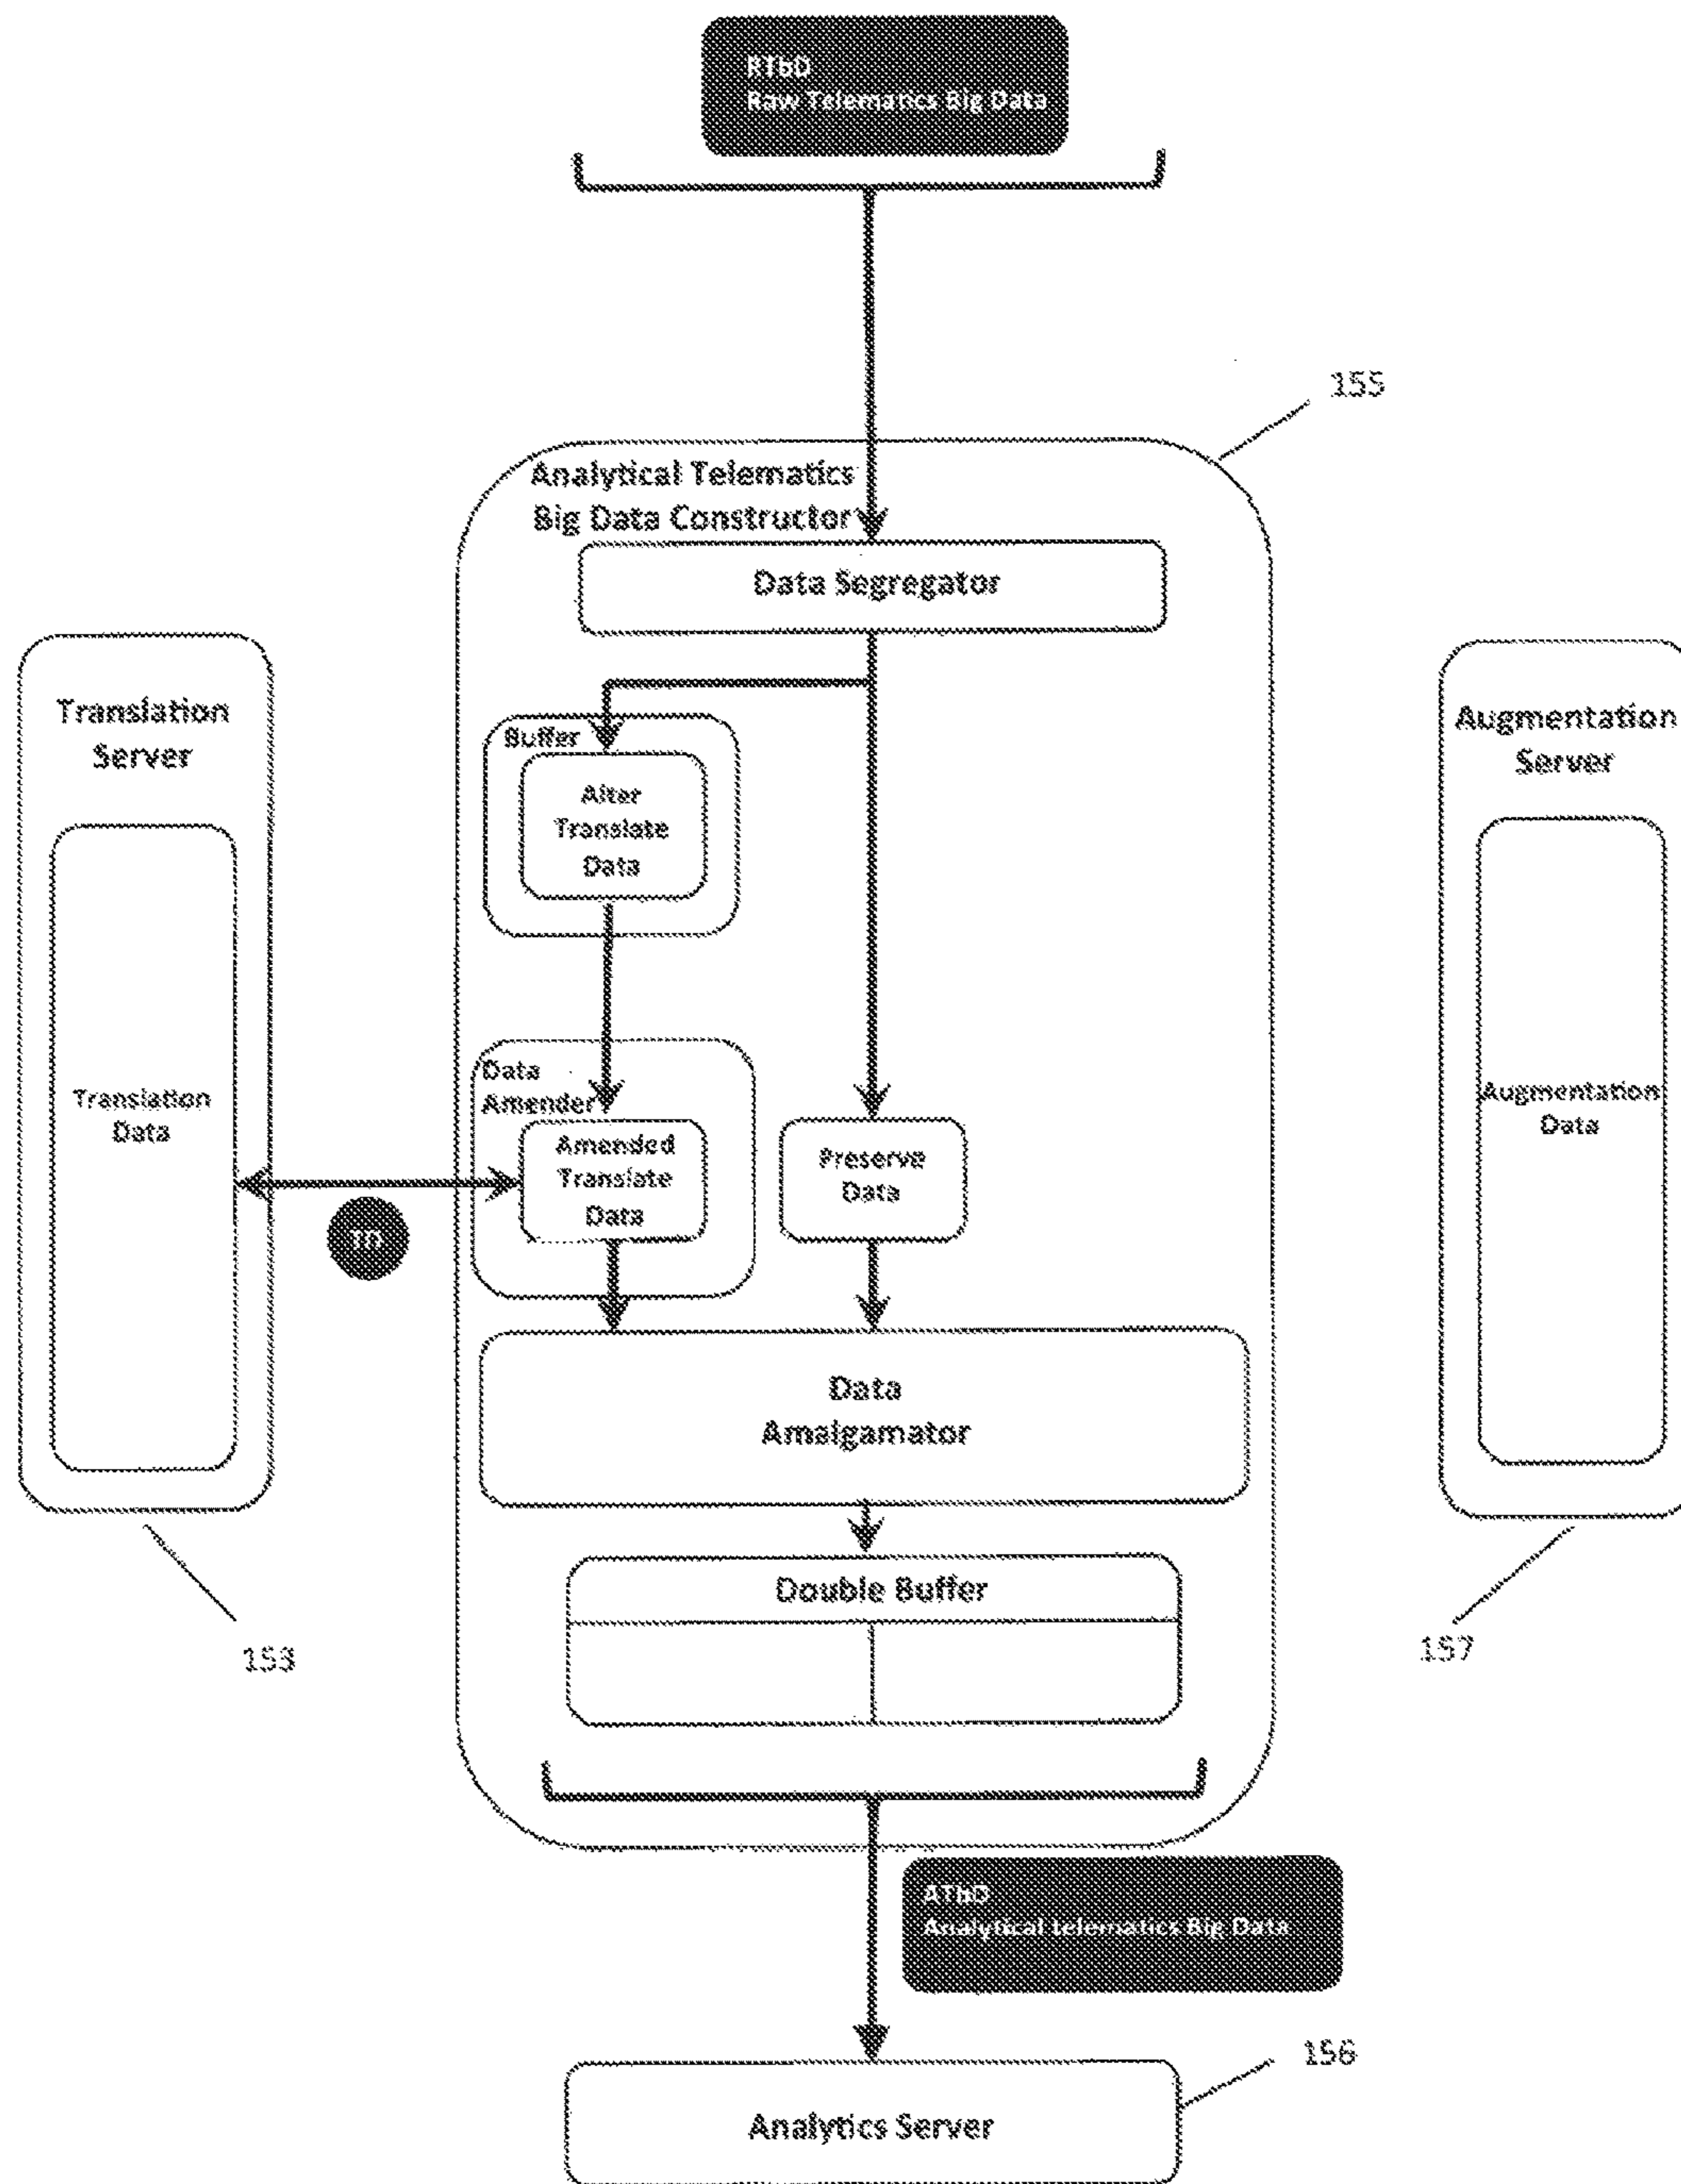 RTbD
Raw Telematics Big Data
155
Analytical Telematics
Big Data Constructor
Data Segregator
Translation
Server
Buffer
Alter
Translate
Data
Augmentation
Server
Translation
Data
Data
Amender
Amended
Translate
Data
Preserve
Data
Augmentation
Data
TD
Data
Amalgamator
Double Buffer
153
157
ATbD
Analytical telematics Big Data
156
Analytics Server